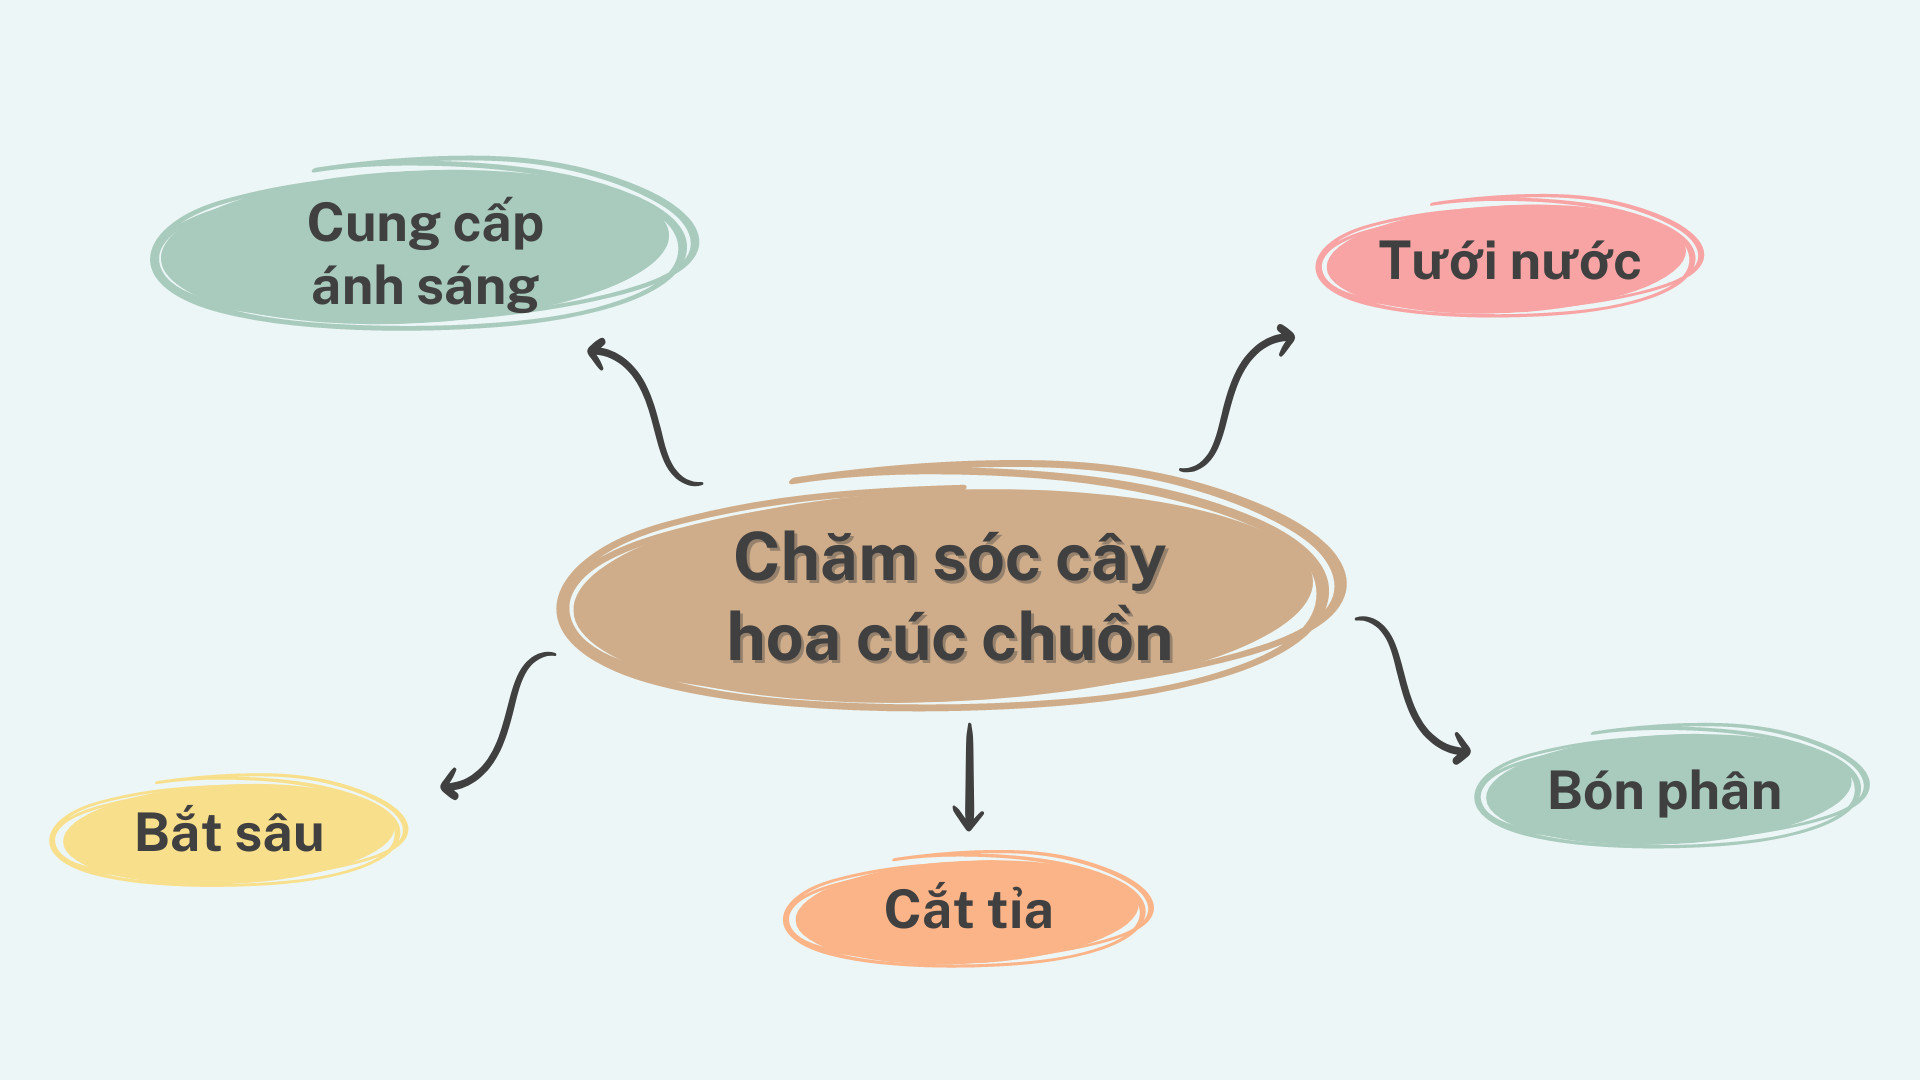 Cung cấp
ánh sáng
Tưới nước
Chăm sóc cây
hoa cúc chuồn
Bón phân
Bắt sâu
Cắt tỉa